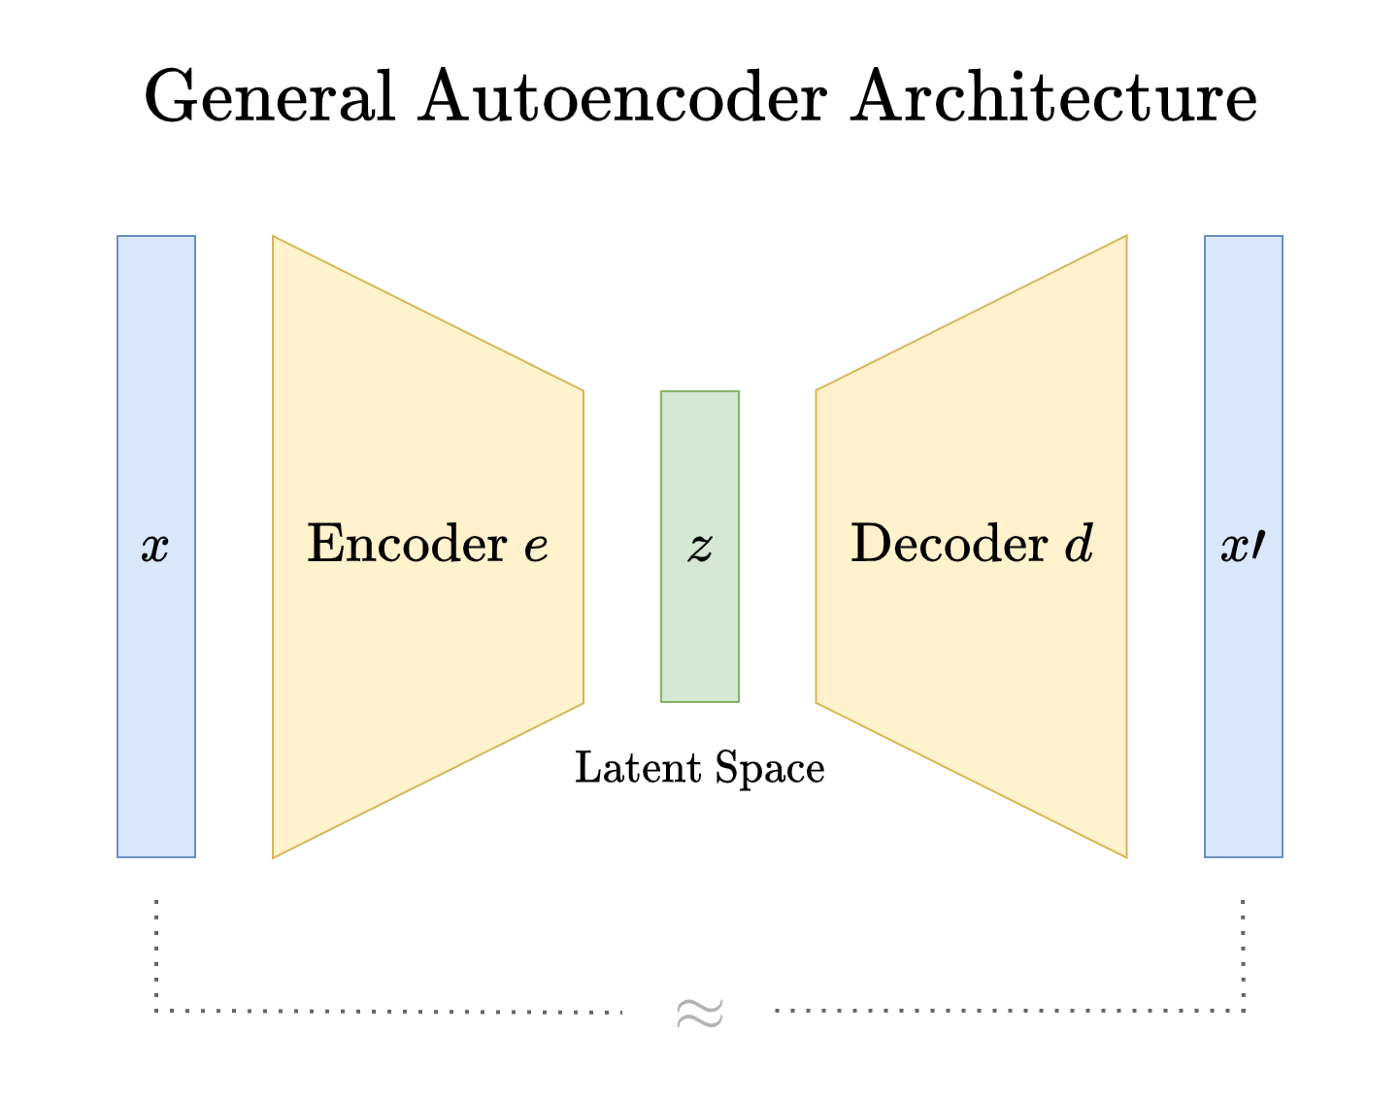 General Autoencoder Architecture
x
Encoder e
z
Decoder d
x′
Latent Space
≈